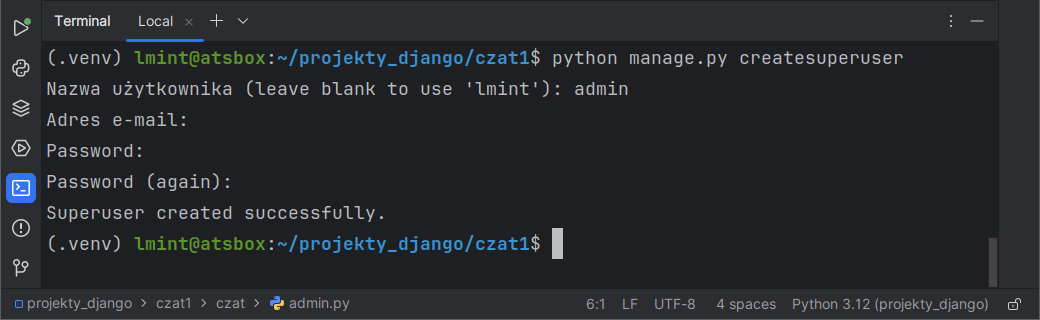 Terminal Local
(.venv) lmint@atsbox:~/projekty_django/czat1$ python manage.py createsuperuser
Nazwa użytkownika (leave blank to use 'lmint'): admin
Adres e-mail:
Password:
Password (again):
Superuser created successfully.
(.venv) lmint@atsbox:~/projekty_django/czat1$
projekty_django > czat1 > czat > admin.py 6:1 LF UTF-8 4 spaces Python 3.12 (projekty_django)